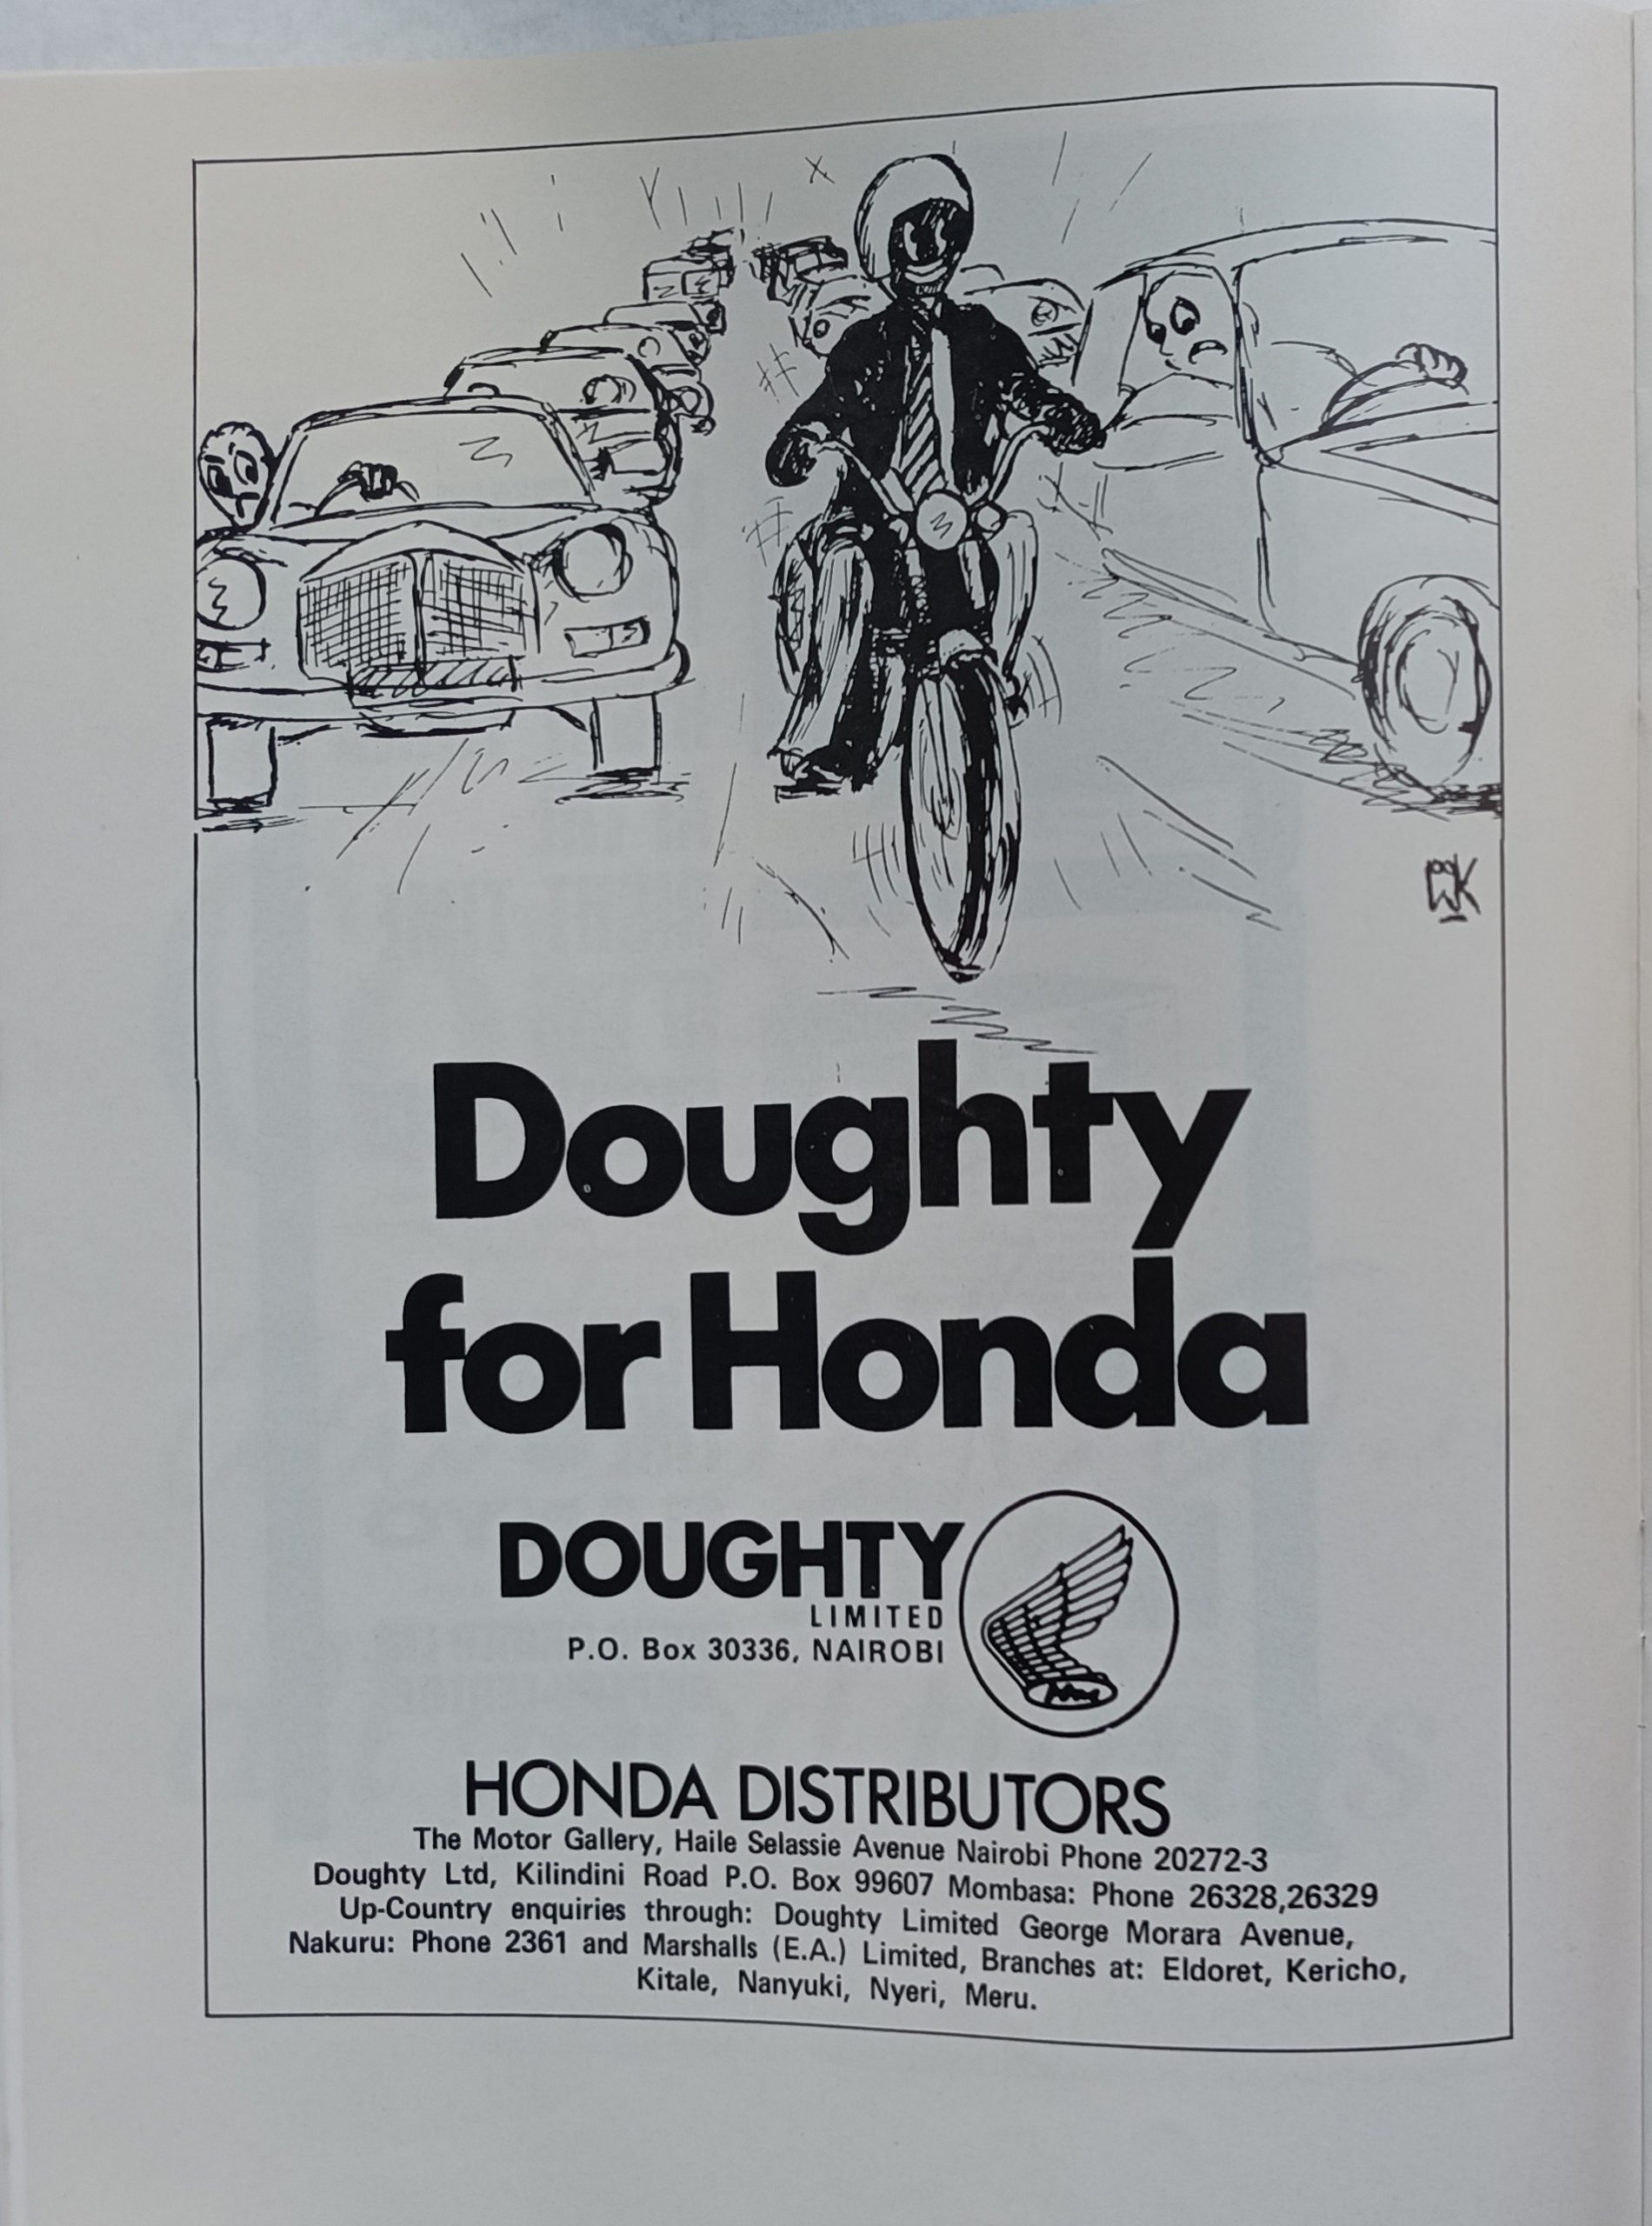 Doughty
for Honda
DOUGHTY
LIMITED
P.O. Box 30336, NAIROBI
HONDA DISTRIBUTORS
The Motor Gallery, Haile Selassie Avenue Nairobi Phone 20272-3
Doughty Ltd, Kilindini Road P.O. Box 99607 Mombasa: Phone 26328,26329
Up-Country enquiries through: Doughty Limited George Morara Avenue,
Nakuru: Phone 2361 and Marshalls (E.A.) Limited, Branches at: Eldoret, Kericho,
Kitale, Nanyuki, Nyeri, Meru.